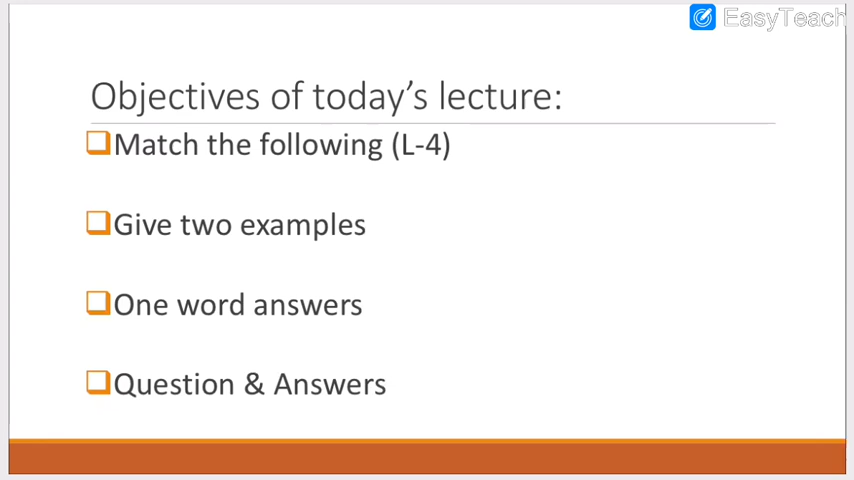 EasyTeach
Objectives of today’s lecture:
Match the following (L-4)
Give two examples
One word answers
Question & Answers